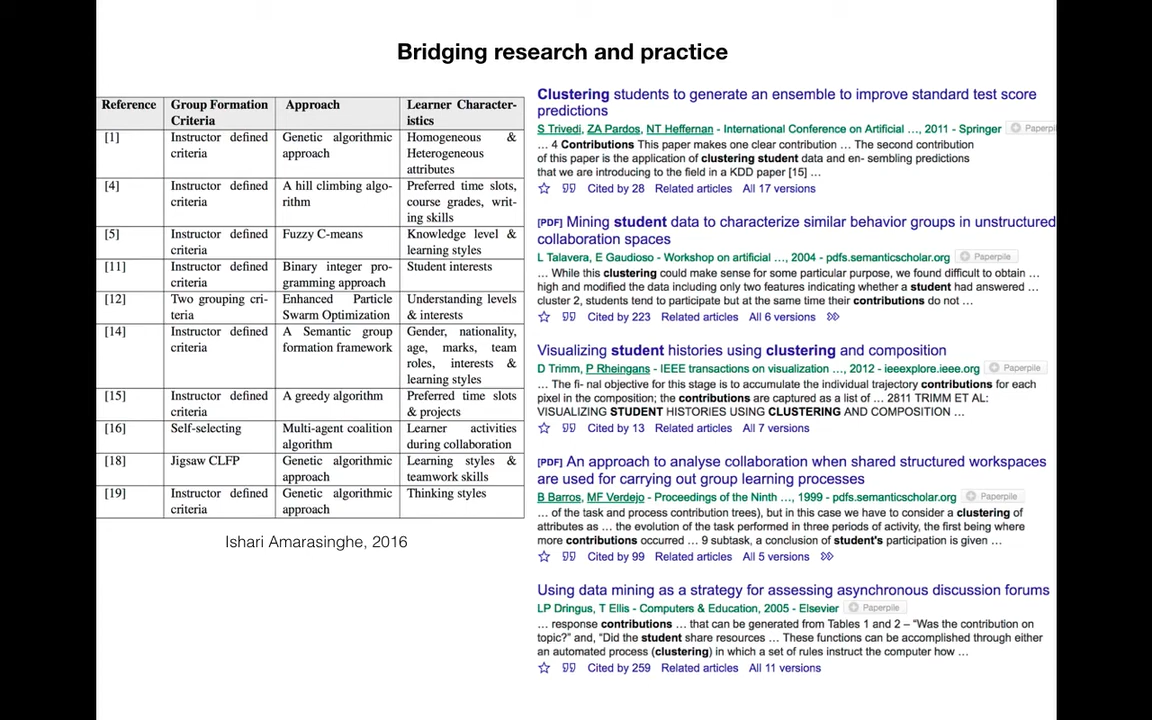 Bridging research and practice
Reference Group Formation Criteria Approach Learner Character-istics
[1] Instructor defined criteria Genetic algorithmic approach Homogeneous & Heterogeneous attributes
[4] Instructor defined criteria A hill climbing algo-rithm Preferred time slots, course grades, writ-ing skills
[5] Instructor defined criteria Fuzzy C-means Knowledge level & learning styles
[11] Instructor defined criteria Binary integer pro-gramming approach Student interests
[12] Two grouping cri-teria Enhanced Particle Swarm Optimization Understanding levels & interests
[14] Instructor defined criteria A Semantic group formation framework Gender, nationality, age, marks, team roles, interests & learning styles
[15] Instructor defined criteria A greedy algorithm Preferred time slots & projects
[16] Self-selecting Multi-agent coalition algorithm Learner activities during collaboration
[18] Jigsaw CLFP Genetic algorithmic approach Learning styles & teamwork skills
[19] Instructor defined criteria Genetic algorithmic approach Thinking styles
Ishari Amarasinghe, 2016
Clustering students to generate an ensemble to improve standard test score
predictions
S Trivedi, ZA Pardos, NT Heffernan - International Conference on Artificial ..., 2011 - Springer Paperpi
... 4 Contributions This paper makes one clear contribution ... The second contribution
of this paper is the application of clustering student data and en- sembling predictions
that we are introducing to the field in a KDD paper [15] ...
Cited by 28 Related articles All 17 versions
[PDF] Mining student data to characterize similar behavior groups in unstructured
collaboration spaces
L Talavera, E Gaudioso - Workshop on artificial ..., 2004 - pdfs.semanticscholar.org Paperpile
... While this clustering could make sense for some particular purpose, we found difficult to obtain ...
high and modified the data including only two features indicating whether a student had answered ...
cluster 2, students tend to participate but at the same time their contributions do not ...
Cited by 223 Related articles All 6 versions
Visualizing student histories using clustering and composition
D Trimm, P Rheingans - IEEE transactions on visualization ..., 2012 - ieeexplore.ieee.org Paperpile
... The fi- nal objective for this stage is to accumulate the individual trajectory contributions for each
pixel in the composition; the contributions are captured as a list of ... 2811 TRIMM ET AL:
VISUALIZING STUDENT HISTORIES USING CLUSTERING AND COMPOSITION ...
Cited by 13 Related articles All 7 versions
[PDF] An approach to analyse collaboration when shared structured workspaces
are used for carrying out group learning processes
B Barros, MF Verdejo - Proceedings of the Ninth ..., 1999 - pdfs.semanticscholar.org Paperpile
... of the task and process contribution trees), but in this case we have to consider a clustering of
attributes as ... the evolution of the task performed in three periods of activity, the first being where
more contributions occurred ... 9 subtask, a conclusion of student's participation is given ...
Cited by 99 Related articles All 5 versions
Using data mining as a strategy for assessing asynchronous discussion forums
LP Dringus, T Ellis - Computers & Education, 2005 - Elsevier Paperpile
... response contributions ... that can be generated from Tables 1 and 2 – "Was the contribution on
topic?" and, "Did the student share resources ... These functions can be accomplished through either
an automated process (clustering) in which a set of rules instruct the computer how ...
Cited by 259 Related articles All 11 versions